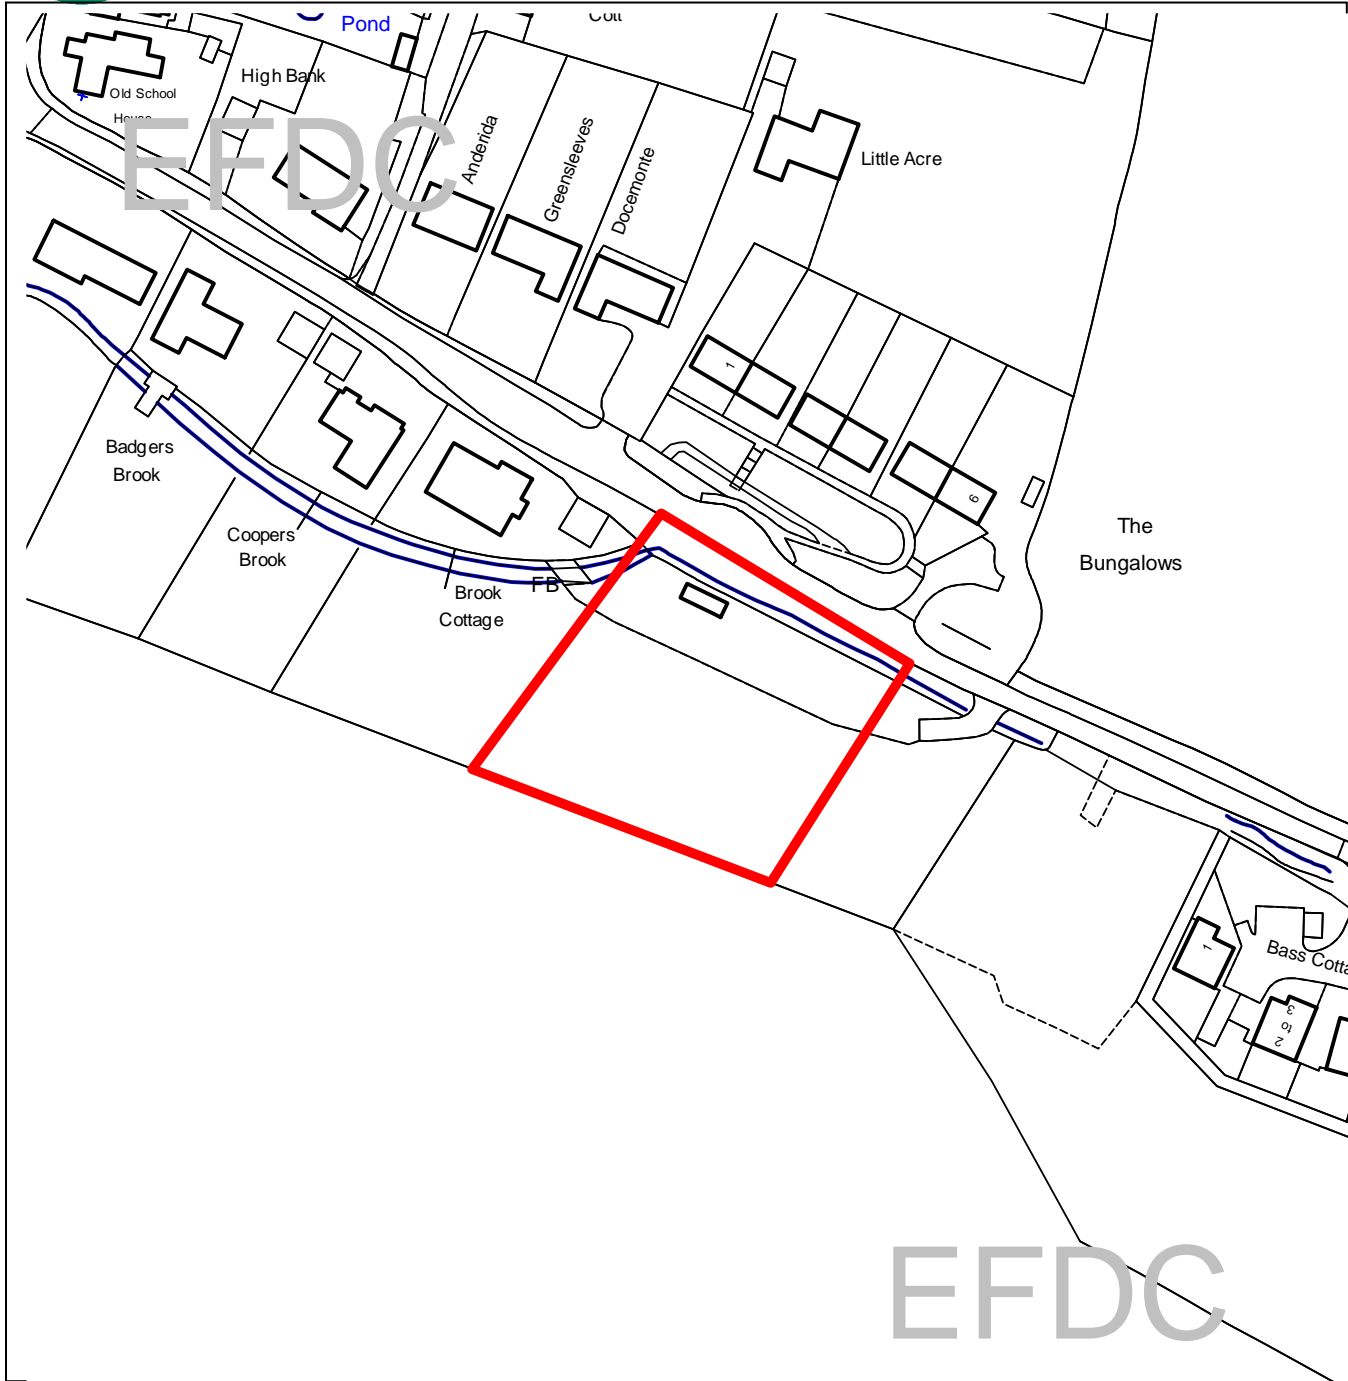 Pond
High Bank
Old School
House
EFDC
Anderida
Greensleeves
Docemonte
Little Acre
1
6
Badgers
Brook
Coopers
Brook
FB
Brook
Cottage
The
Bungalows
1
Bass Cotta
3
to
2
EFDC